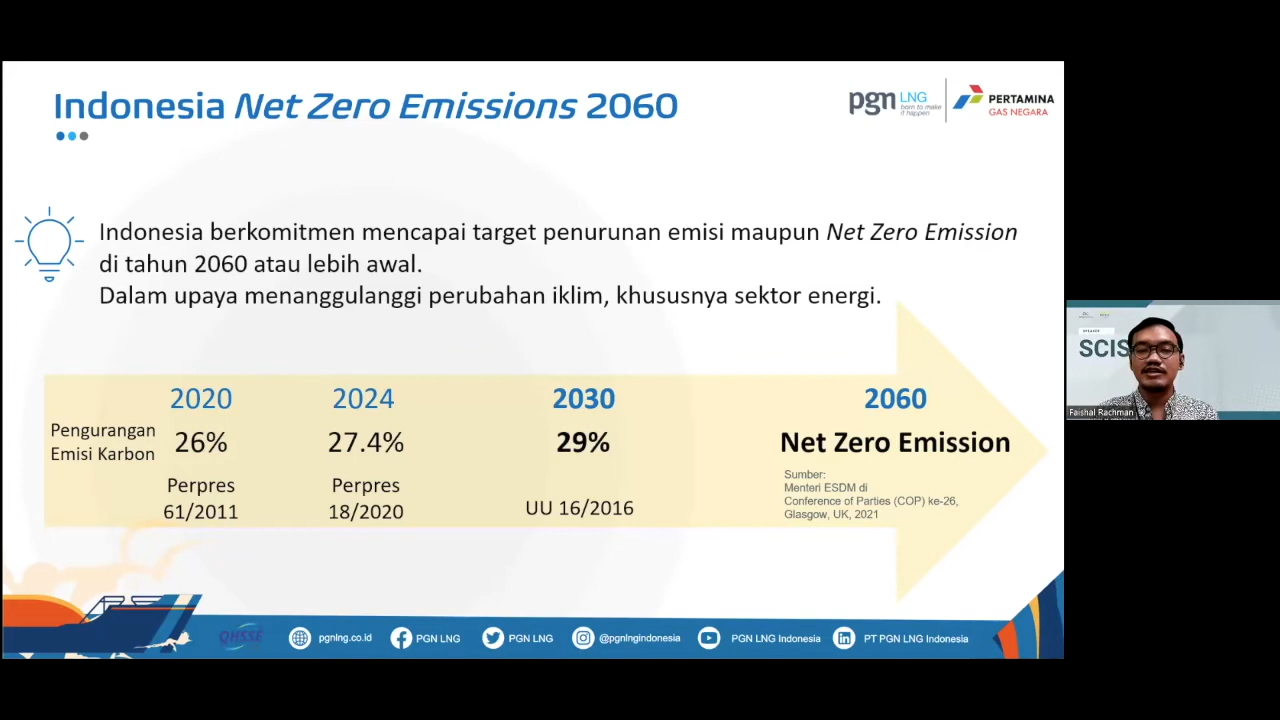 Indonesia Net Zero Emissions 2060
pgn LNG
born to make
it happen
PERTAMINA
GAS NEGARA
Indonesia berkomitmen mencapai target penurunan emisi maupun Net Zero Emission
di tahun 2060 atau lebih awal.
Dalam upaya menanggulanggi perubahan iklim, khususnya sektor energi.
2020
2024
2030
2060
Pengurangan
Emisi Karbon
26%
27.4%
29%
Net Zero Emission
Perpres
61/2011
Perpres
18/2020
UU 16/2016
Sumber:
Menteri ESDM di
Conference of Parties (COP) ke-26,
Glasgow, UK, 2021
QHSSE
pgnlng.co.id
PGN LNG
PGN LNG
@pgnlngindonesia
PGN LNG Indonesia
PT PGN LNG Indonesia
SPEAKER
SCIS
Faishal Rachman